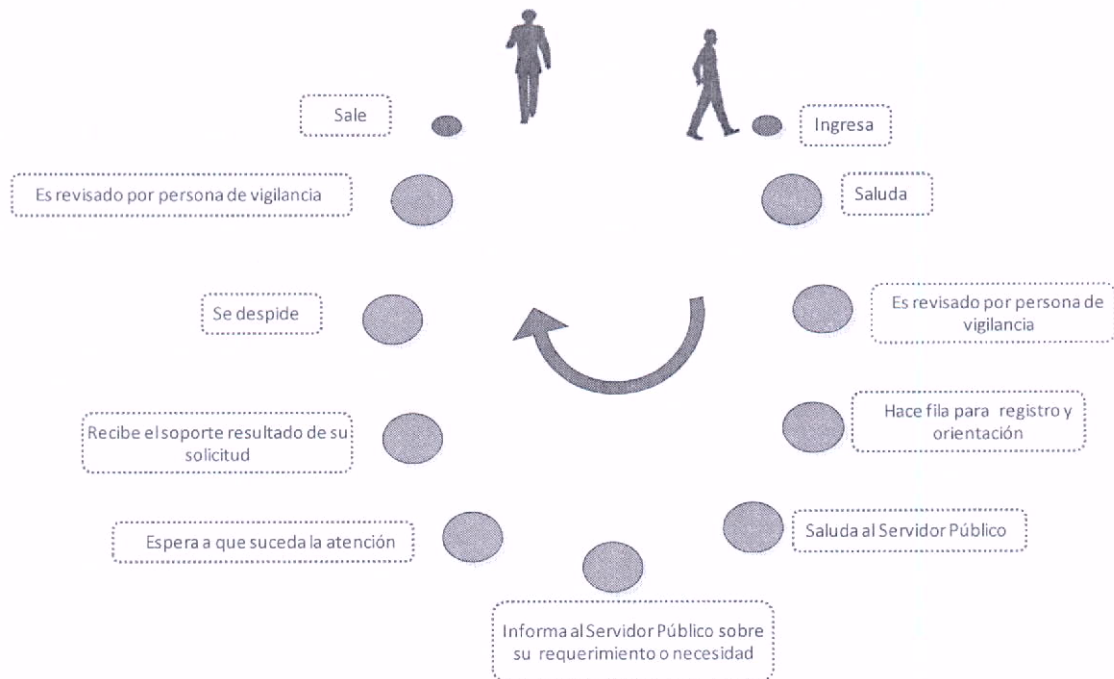 Sale
Ingresa
Es revisado por persona de vigilancia
Saluda
Se despide
Es revisado por persona de
vigilancia
Recibe el soporte resultado de su
solicitud
Hace fila para registro y
orientación
Espera a que suceda la atención
Saluda al Servidor Público
Informa al Servidor Público sobre
su requerimiento o necesidad